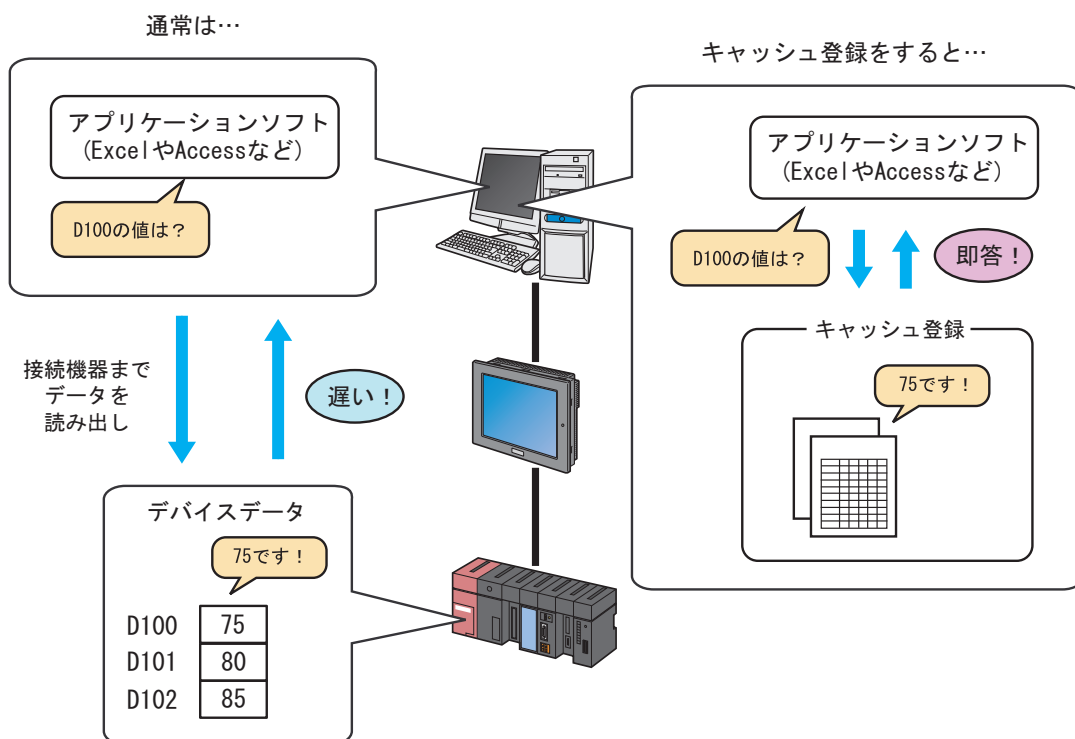 通常は…
アプリケーションソフト
(ExcelやAccessなど)
D100の値は？
接続機器まで
データを
読み出し
遅い！
デバイスデータ
75です！
D100 75
D101 80
D102 85
キャッシュ登録をすると…
アプリケーションソフト
(ExcelやAccessなど)
D100の値は？
即答！
キャッシュ登録
75です！